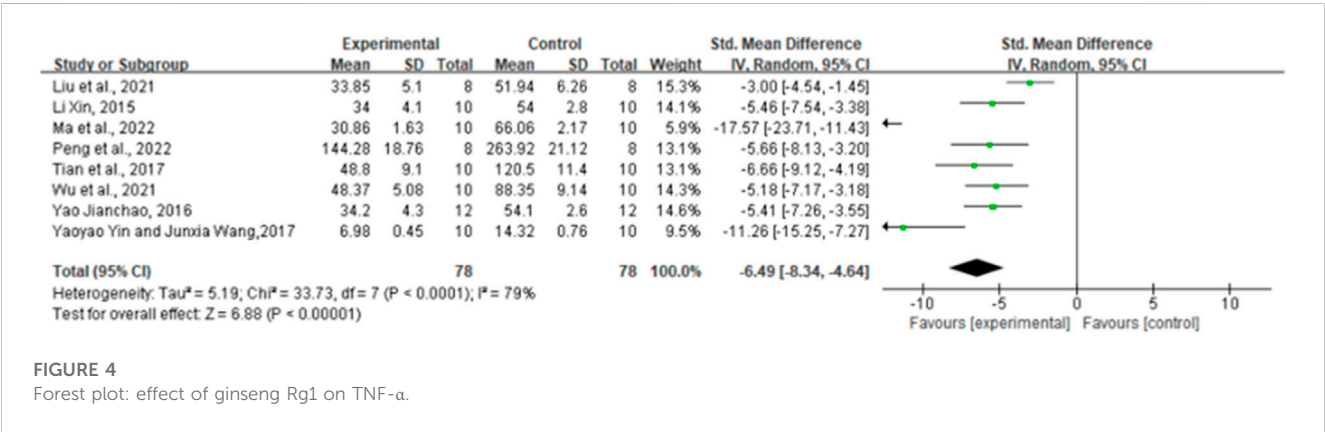 Experimental Control Std. Mean Difference Std. Mean Difference
Study or Subgroup Mean SD Total Mean SD Total Weight IV, Random, 95% CI IV, Random, 95% CI
Liu et al., 2021 33.85 5.1 8 51.94 6.26 8 15.3% -3.00 [-4.54, -1.45]
Li Xin, 2015 34 4.1 10 54 2.8 10 14.1% -5.46 [-7.54, -3.38]
Ma et al., 2022 30.86 1.63 10 66.06 2.17 10 5.9% -17.57 [-23.71, -11.43]
Peng et al., 2022 144.28 18.76 8 263.92 21.12 8 13.1% -5.66 [-8.13, -3.20]
Tian et al., 2017 48.8 9.1 10 120.5 11.4 10 13.1% -6.66 [-9.12, -4.19]
Wu et al., 2021 48.37 5.08 10 88.35 9.14 10 14.3% -5.18 [-7.17, -3.18]
Yao Jianchao, 2016 34.2 4.3 12 54.1 2.6 12 14.6% -5.41 [-7.26, -3.55]
Yaoyao Yin and Junxia Wang,2017 6.98 0.45 10 14.32 0.76 10 9.5% -11.26 [-15.25, -7.27]
Total (95% CI) 78 78 100.0% -6.49 [-8.34, -4.64]
Heterogeneity: Tau² = 5.19; Chi² = 33.73, df = 7 (P < 0.0001); I² = 79%
Test for overall effect: Z = 6.88 (P < 0.00001)
-10 -5 0 5 10
Favours [experimental] Favours [control]
FIGURE 4
Forest plot: effect of ginseng Rg1 on TNF-α.